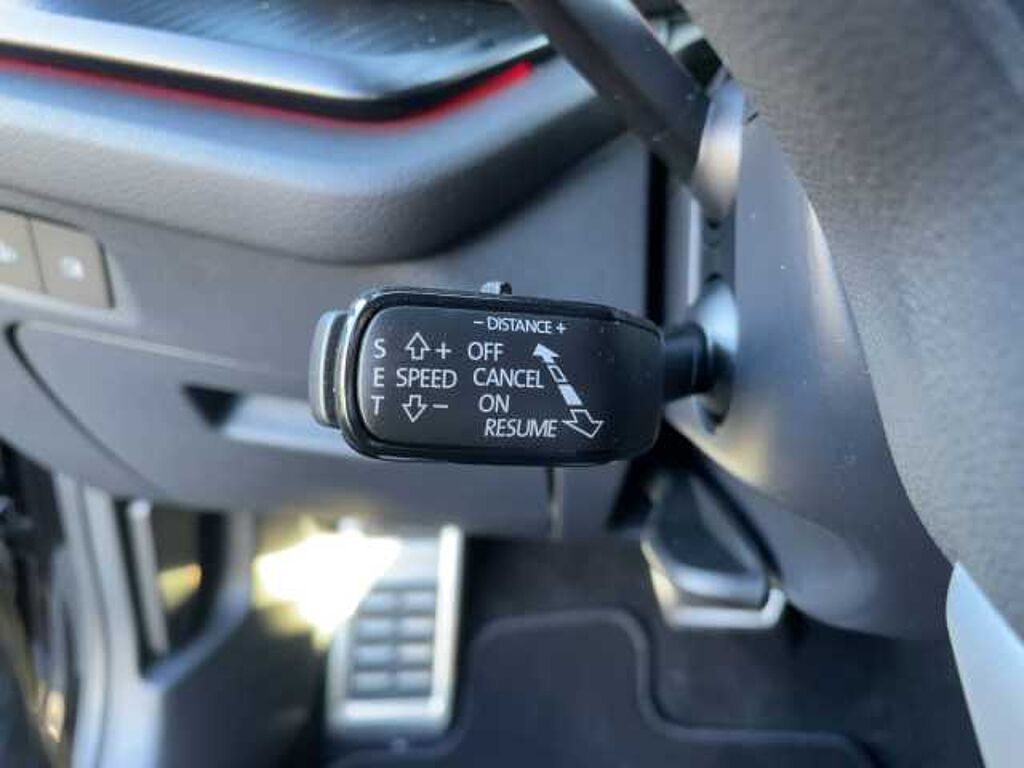 − DISTANCE +
S + OFF
E SPEED CANCEL
T − ON
RESUME